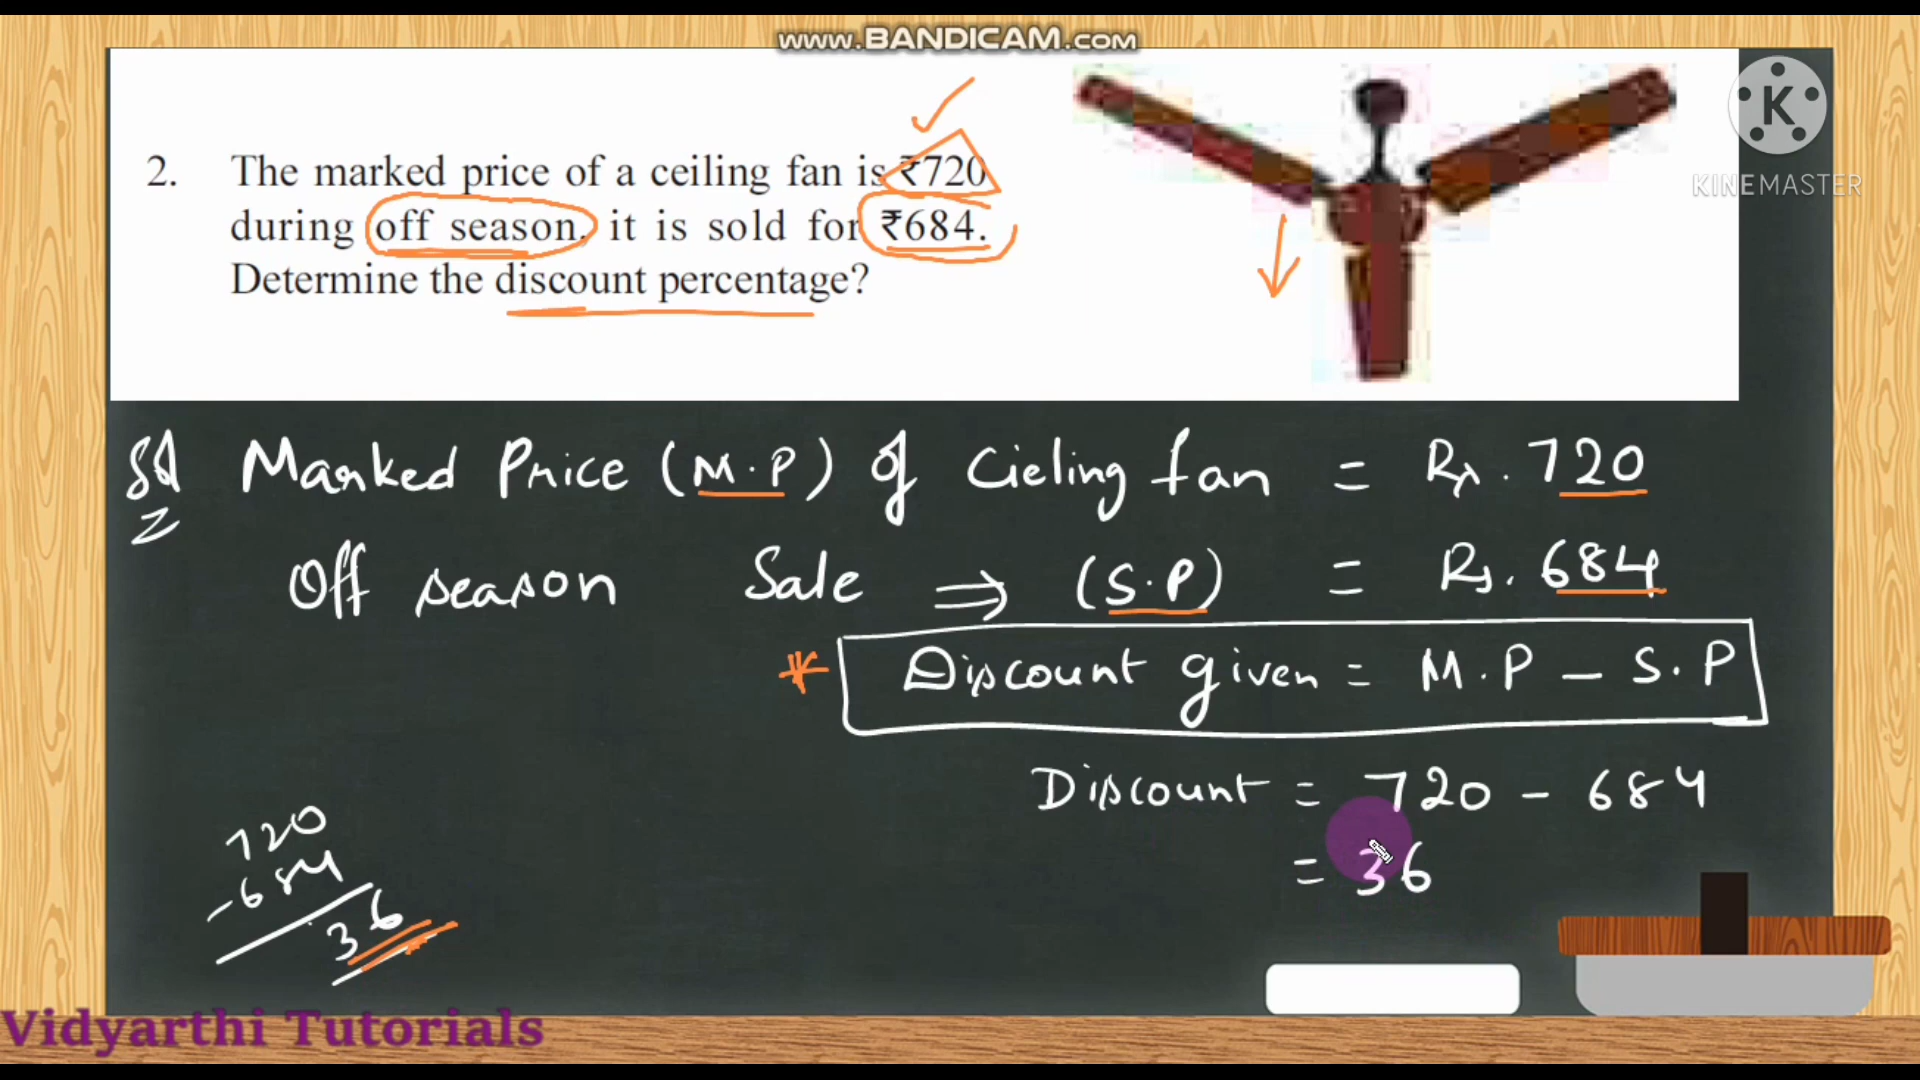 www.BANDICAM.com
2. The marked price of a ceiling fan is ₹720
during off season, it is sold for ₹684.
Determine the discount percentage?
K
KINEMASTER
Sol Marked Price (M.P) of Cieling fan = Rs. 720
Off season Sale ⇒ (S.P) = Rs. 684
* Discount given = M.P - S.P
Discount = 720 - 684
= 36
720
-684
36
Vidyarthi Tutorials